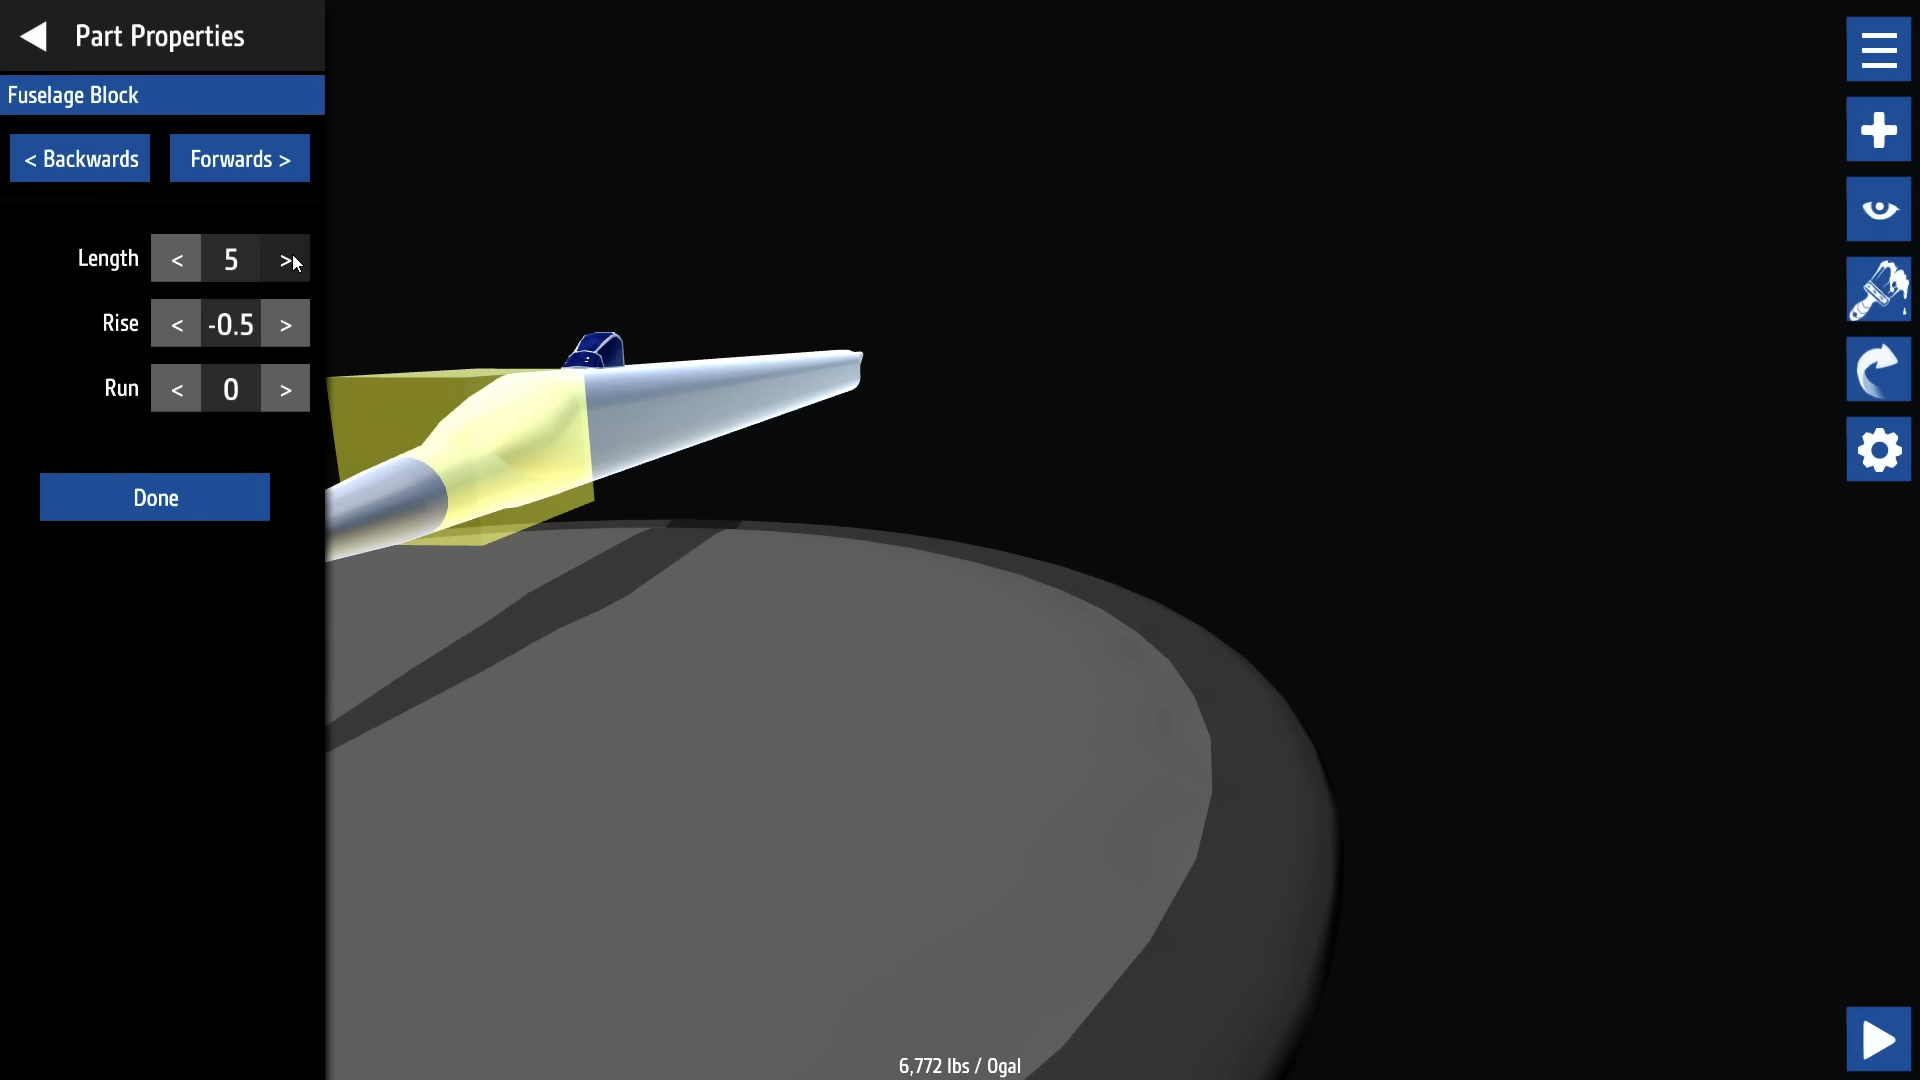 Part Properties
Fuselage Block
< Backwards
Forwards >
Length < 5 >
Rise < -0.5 >
Run < 0 >
Done
6,772 lbs / 0gal